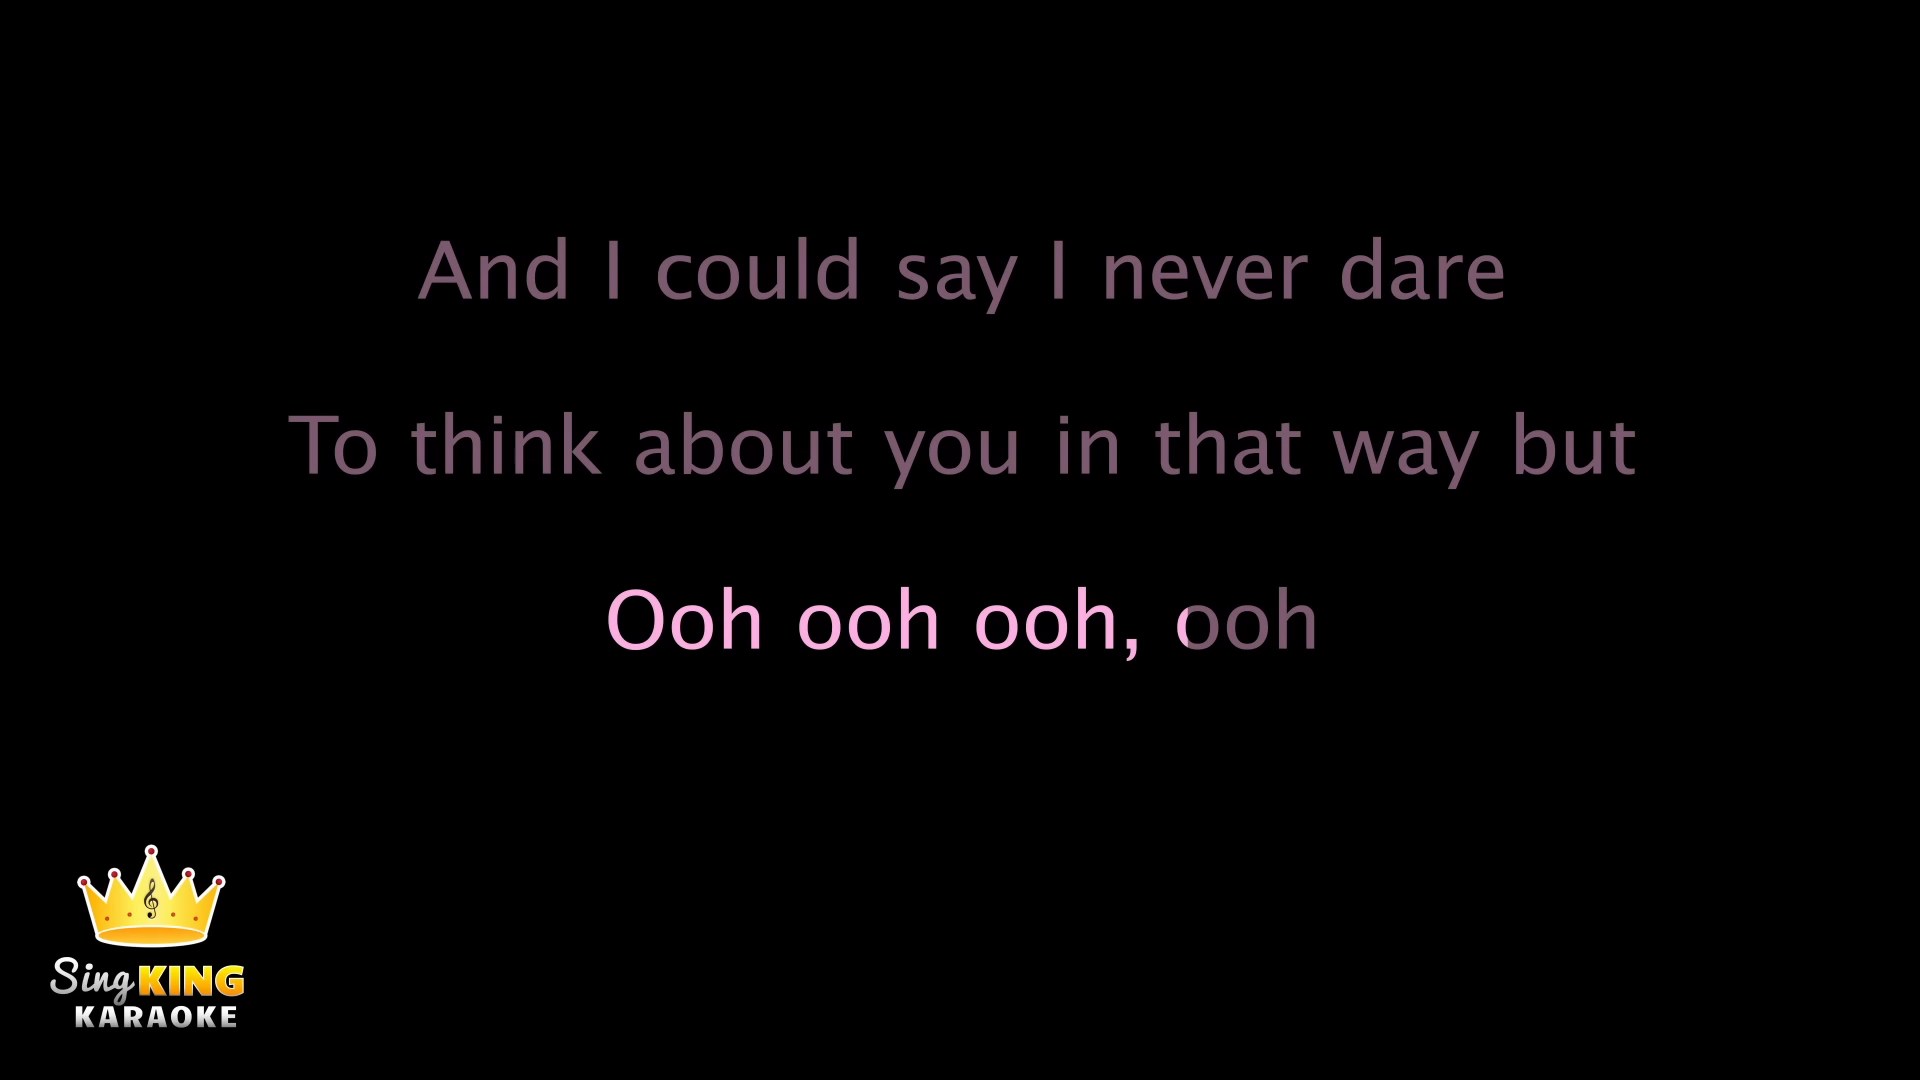 And I could say I never dare
To think about you in that way but
Ooh ooh ooh, ooh
Sing KING
KARAOKE